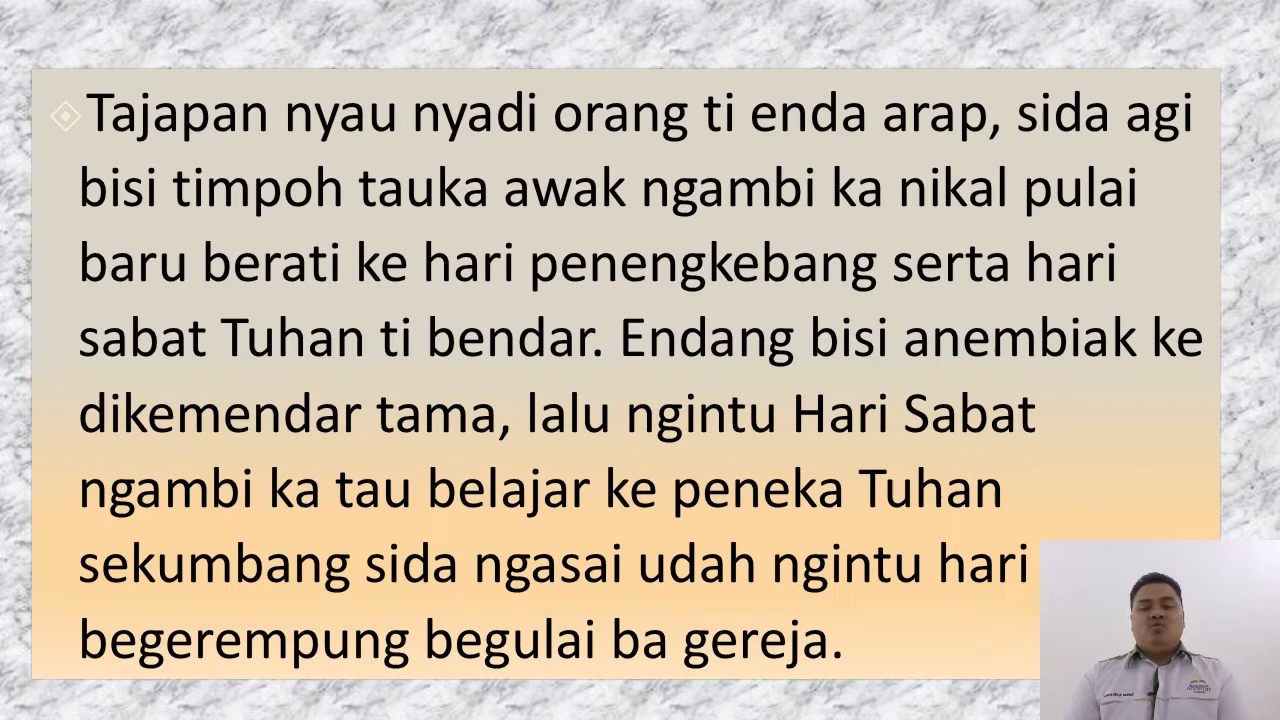 Tajapan nyau nyadi orang ti enda arap, sida agi
bisi timpoh tauka awak ngambi ka nikal pulai
baru berati ke hari penengkebang serta hari
sabat Tuhan ti bendar. Endang bisi anembiak ke
dikemendar tama, lalu ngintu Hari Sabat
ngambi ka tau belajar ke peneka Tuhan
sekumbang sida ngasai udah ngintu hari
begerempung begulai ba gereja.